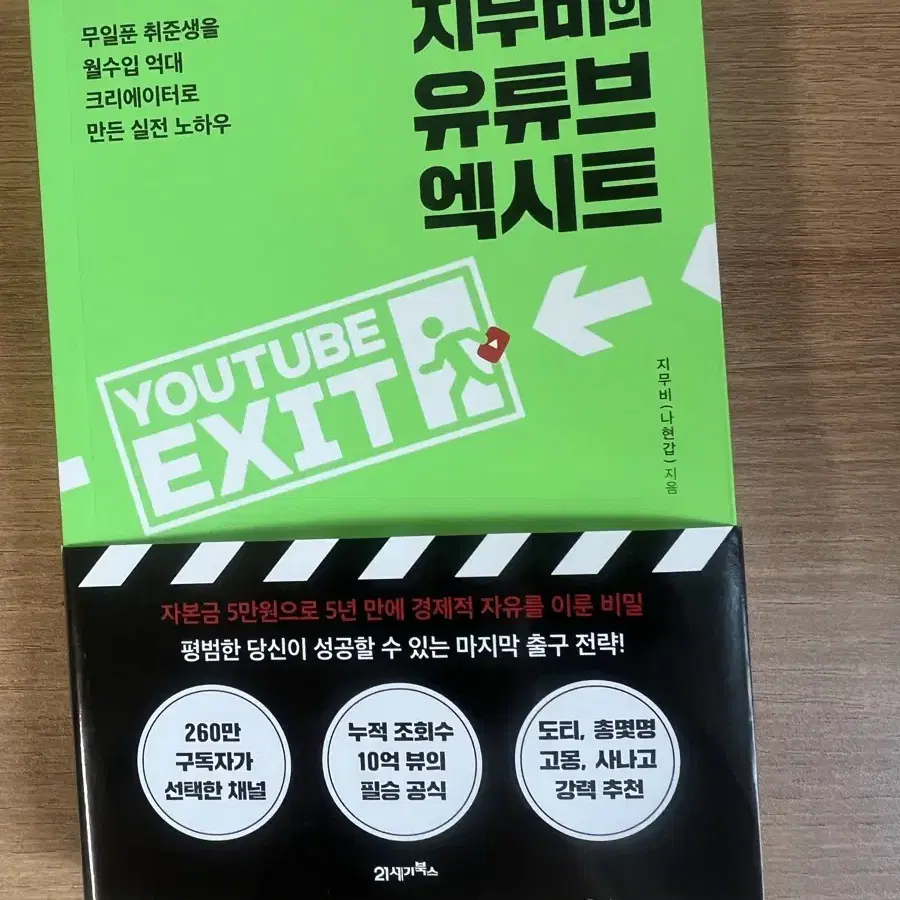 무일푼 취준생을
월수입 억대
크리에이터로
만든 실전 노하우
지무비의
유튜브
엑시트
YOUTUBE
EXIT
지무비(나현갑) 지음
자본금 5만원으로 5년 만에 경제적 자유를 이룬 비밀
평범한 당신이 성공할 수 있는 마지막 출구 전략!
260만
구독자가
선택한 채널
누적 조회수
10억 뷰의
필승 공식
도티, 총몇명
고몽, 사나고
강력 추천
21세기북스